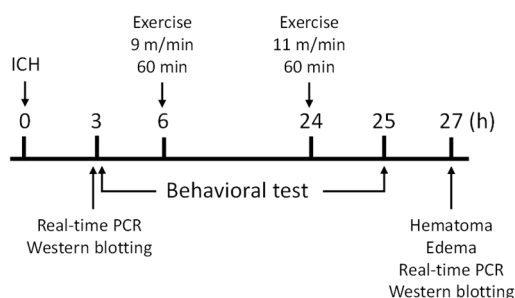 Exercise
9 m/min
60 min
Exercise
11 m/min
60 min
ICH
0 3 6 24 25 27 (h)
Behavioral test
Real-time PCR
Western blotting
Hematoma
Edema
Real-time PCR
Western blotting